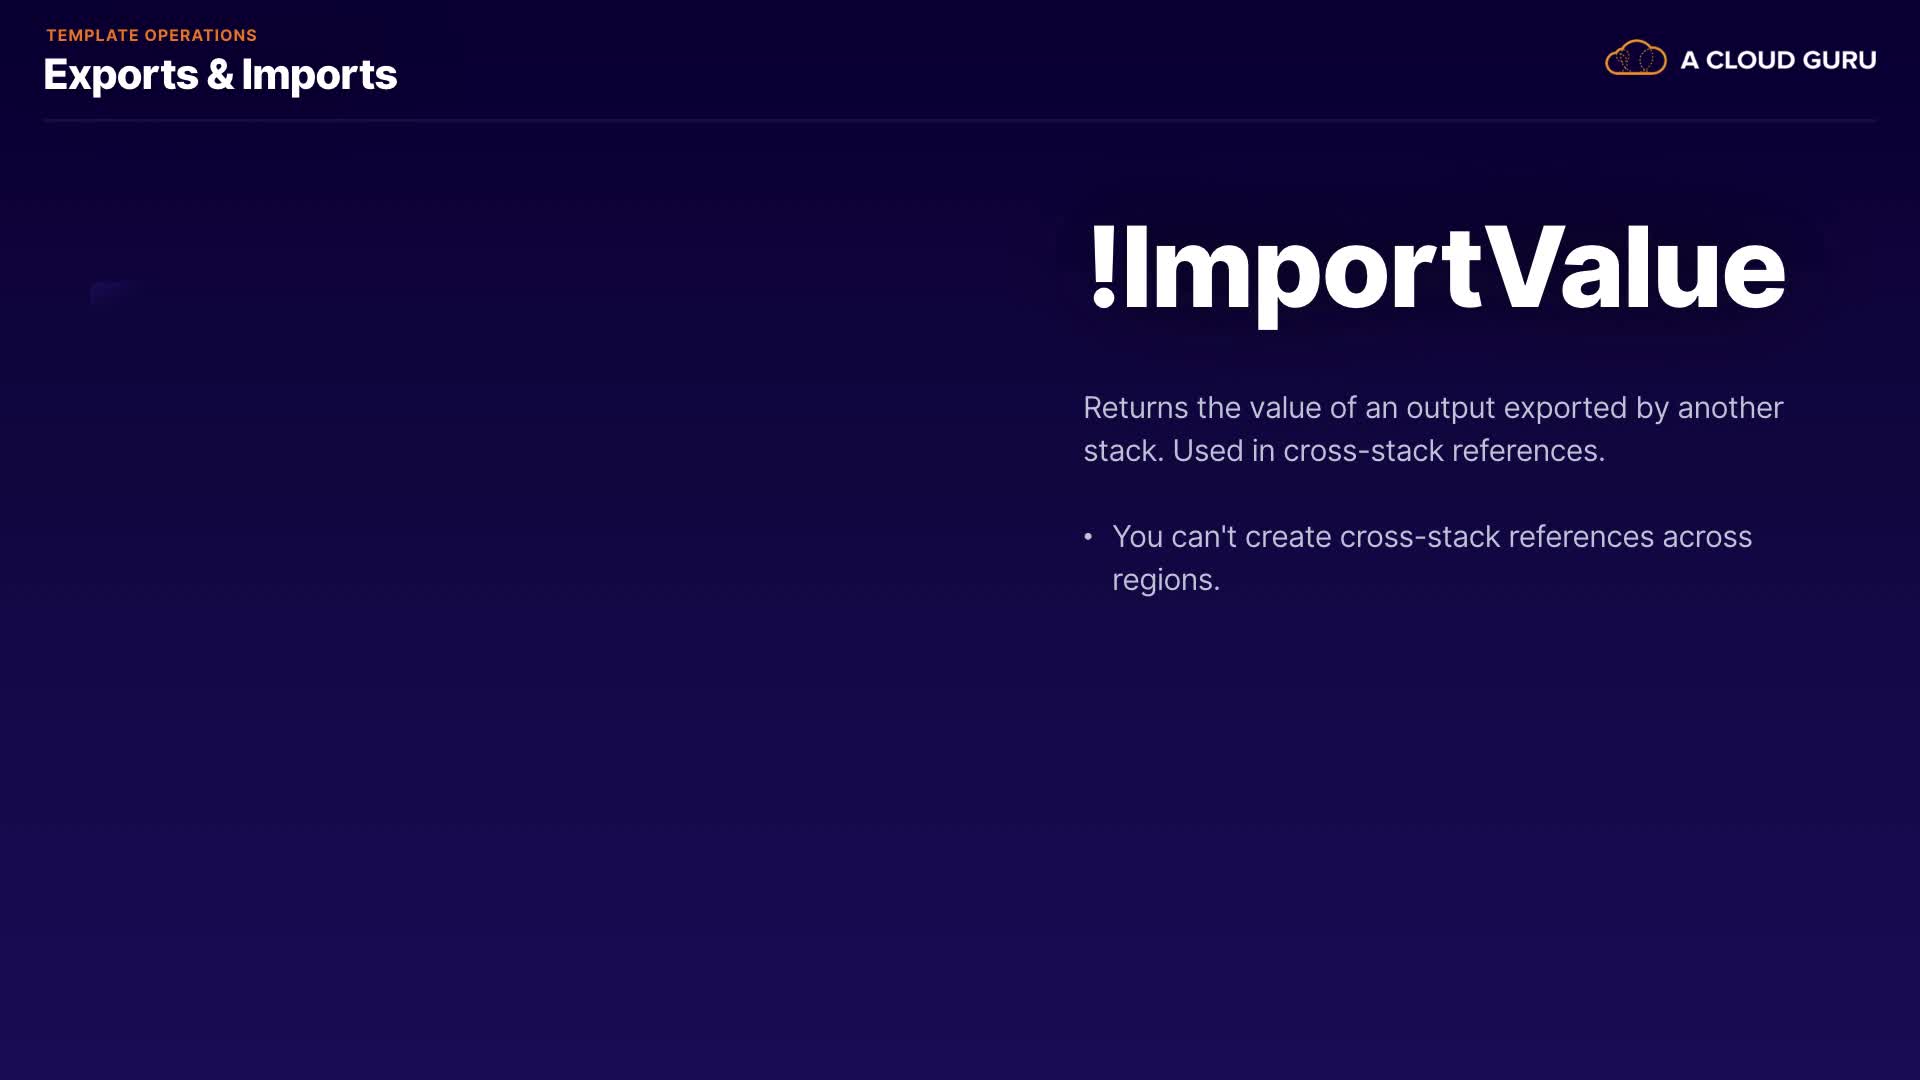 TEMPLATE OPERATIONS
Exports & Imports
A CLOUD GURU
!ImportValue
Returns the value of an output exported by another
stack. Used in cross-stack references.
• You can't create cross-stack references across
regions.